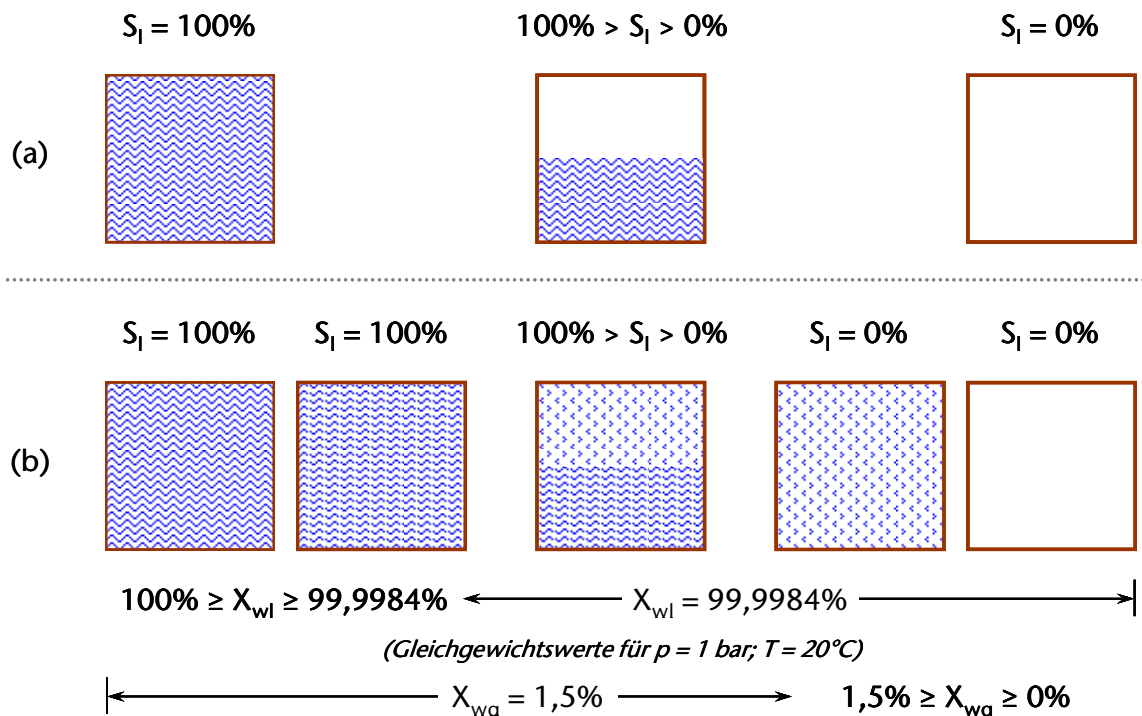 S_l = 100% 100% > S_l > 0% S_l = 0%
(a)
S_l = 100% S_l = 100% 100% > S_l > 0% S_l = 0% S_l = 0%
(b)
100% ≥ X_wl ≥ 99,9984% X_wl = 99,9984%
(Gleichgewichtswerte für p = 1 bar; T = 20°C)
X_wg = 1,5% 1,5% ≥ X_wg ≥ 0%